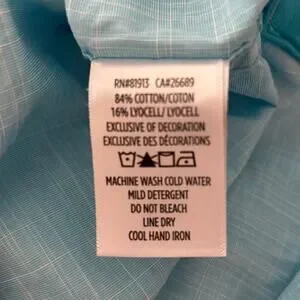 RN#81913 CA#26689
84% COTTON/COTON
16% LYOCELL/ LYOCELL
EXCLUSIVE OF DECORATION
EXCLUSIVE DES DÉCORATIONS
MACHINE WASH COLD WATER
MILD DETERGENT
DO NOT BLEACH
LINE DRY
COOL HAND IRON